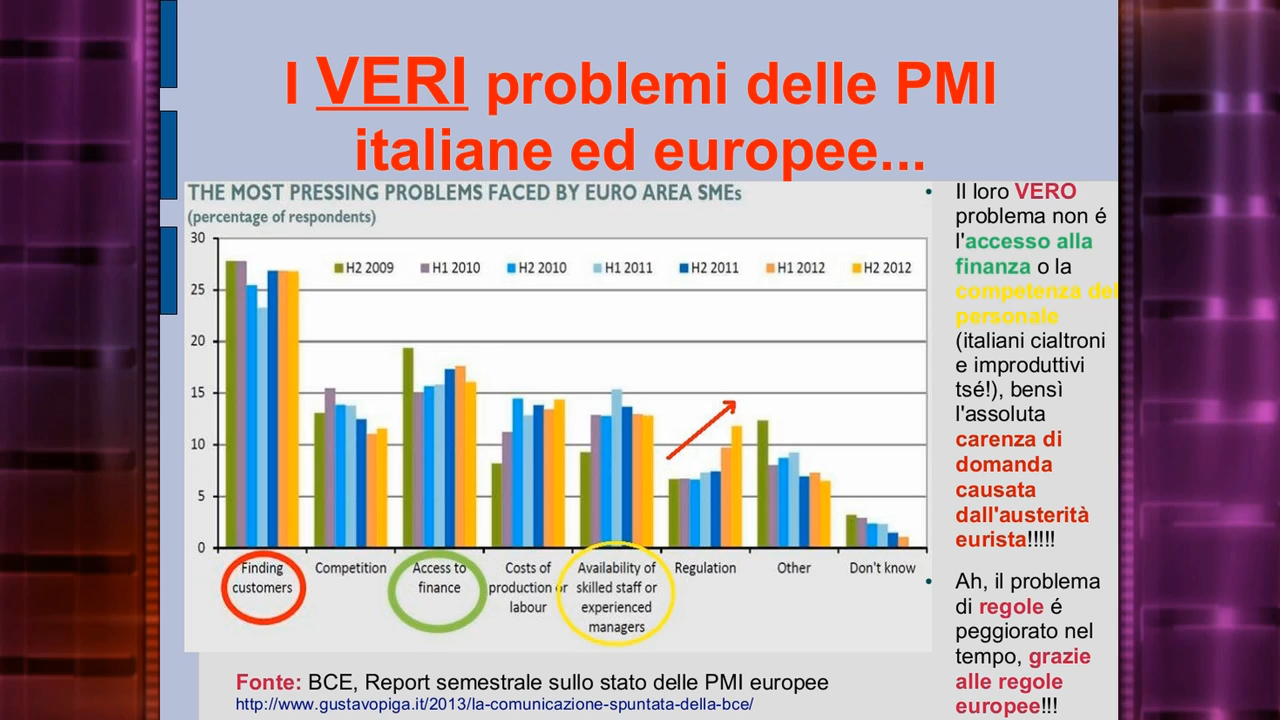 I VERI problemi delle PMI
italiane ed europee...
THE MOST PRESSING PROBLEMS FACED BY EURO AREA SMEs
(percentage of respondents)
30
25
20
15
10
5
0
H2 2009 H1 2010 H2 2010 H1 2011 H2 2011 H1 2012 H2 2012
Finding
customers
Competition
Access to
finance
Costs of
production or
labour
Availability of
skilled staff or
experienced
managers
Regulation
Other
Don't know
• Il loro VERO
problema non é
l'accesso alla
finanza o la
competenza del
personale
(italiani cialtroni
e improduttivi
tsé!), bensì
l'assoluta
carenza di
domanda
causata
dall'austerità
eurista!!!!!
• Ah, il problema
di regole é
peggiorato nel
tempo, grazie
alle regole
europee!!!
Fonte: BCE, Report semestrale sullo stato delle PMI europee
http://www.gustavopiga.it/2013/la-comunicazione-spuntata-della-bce/